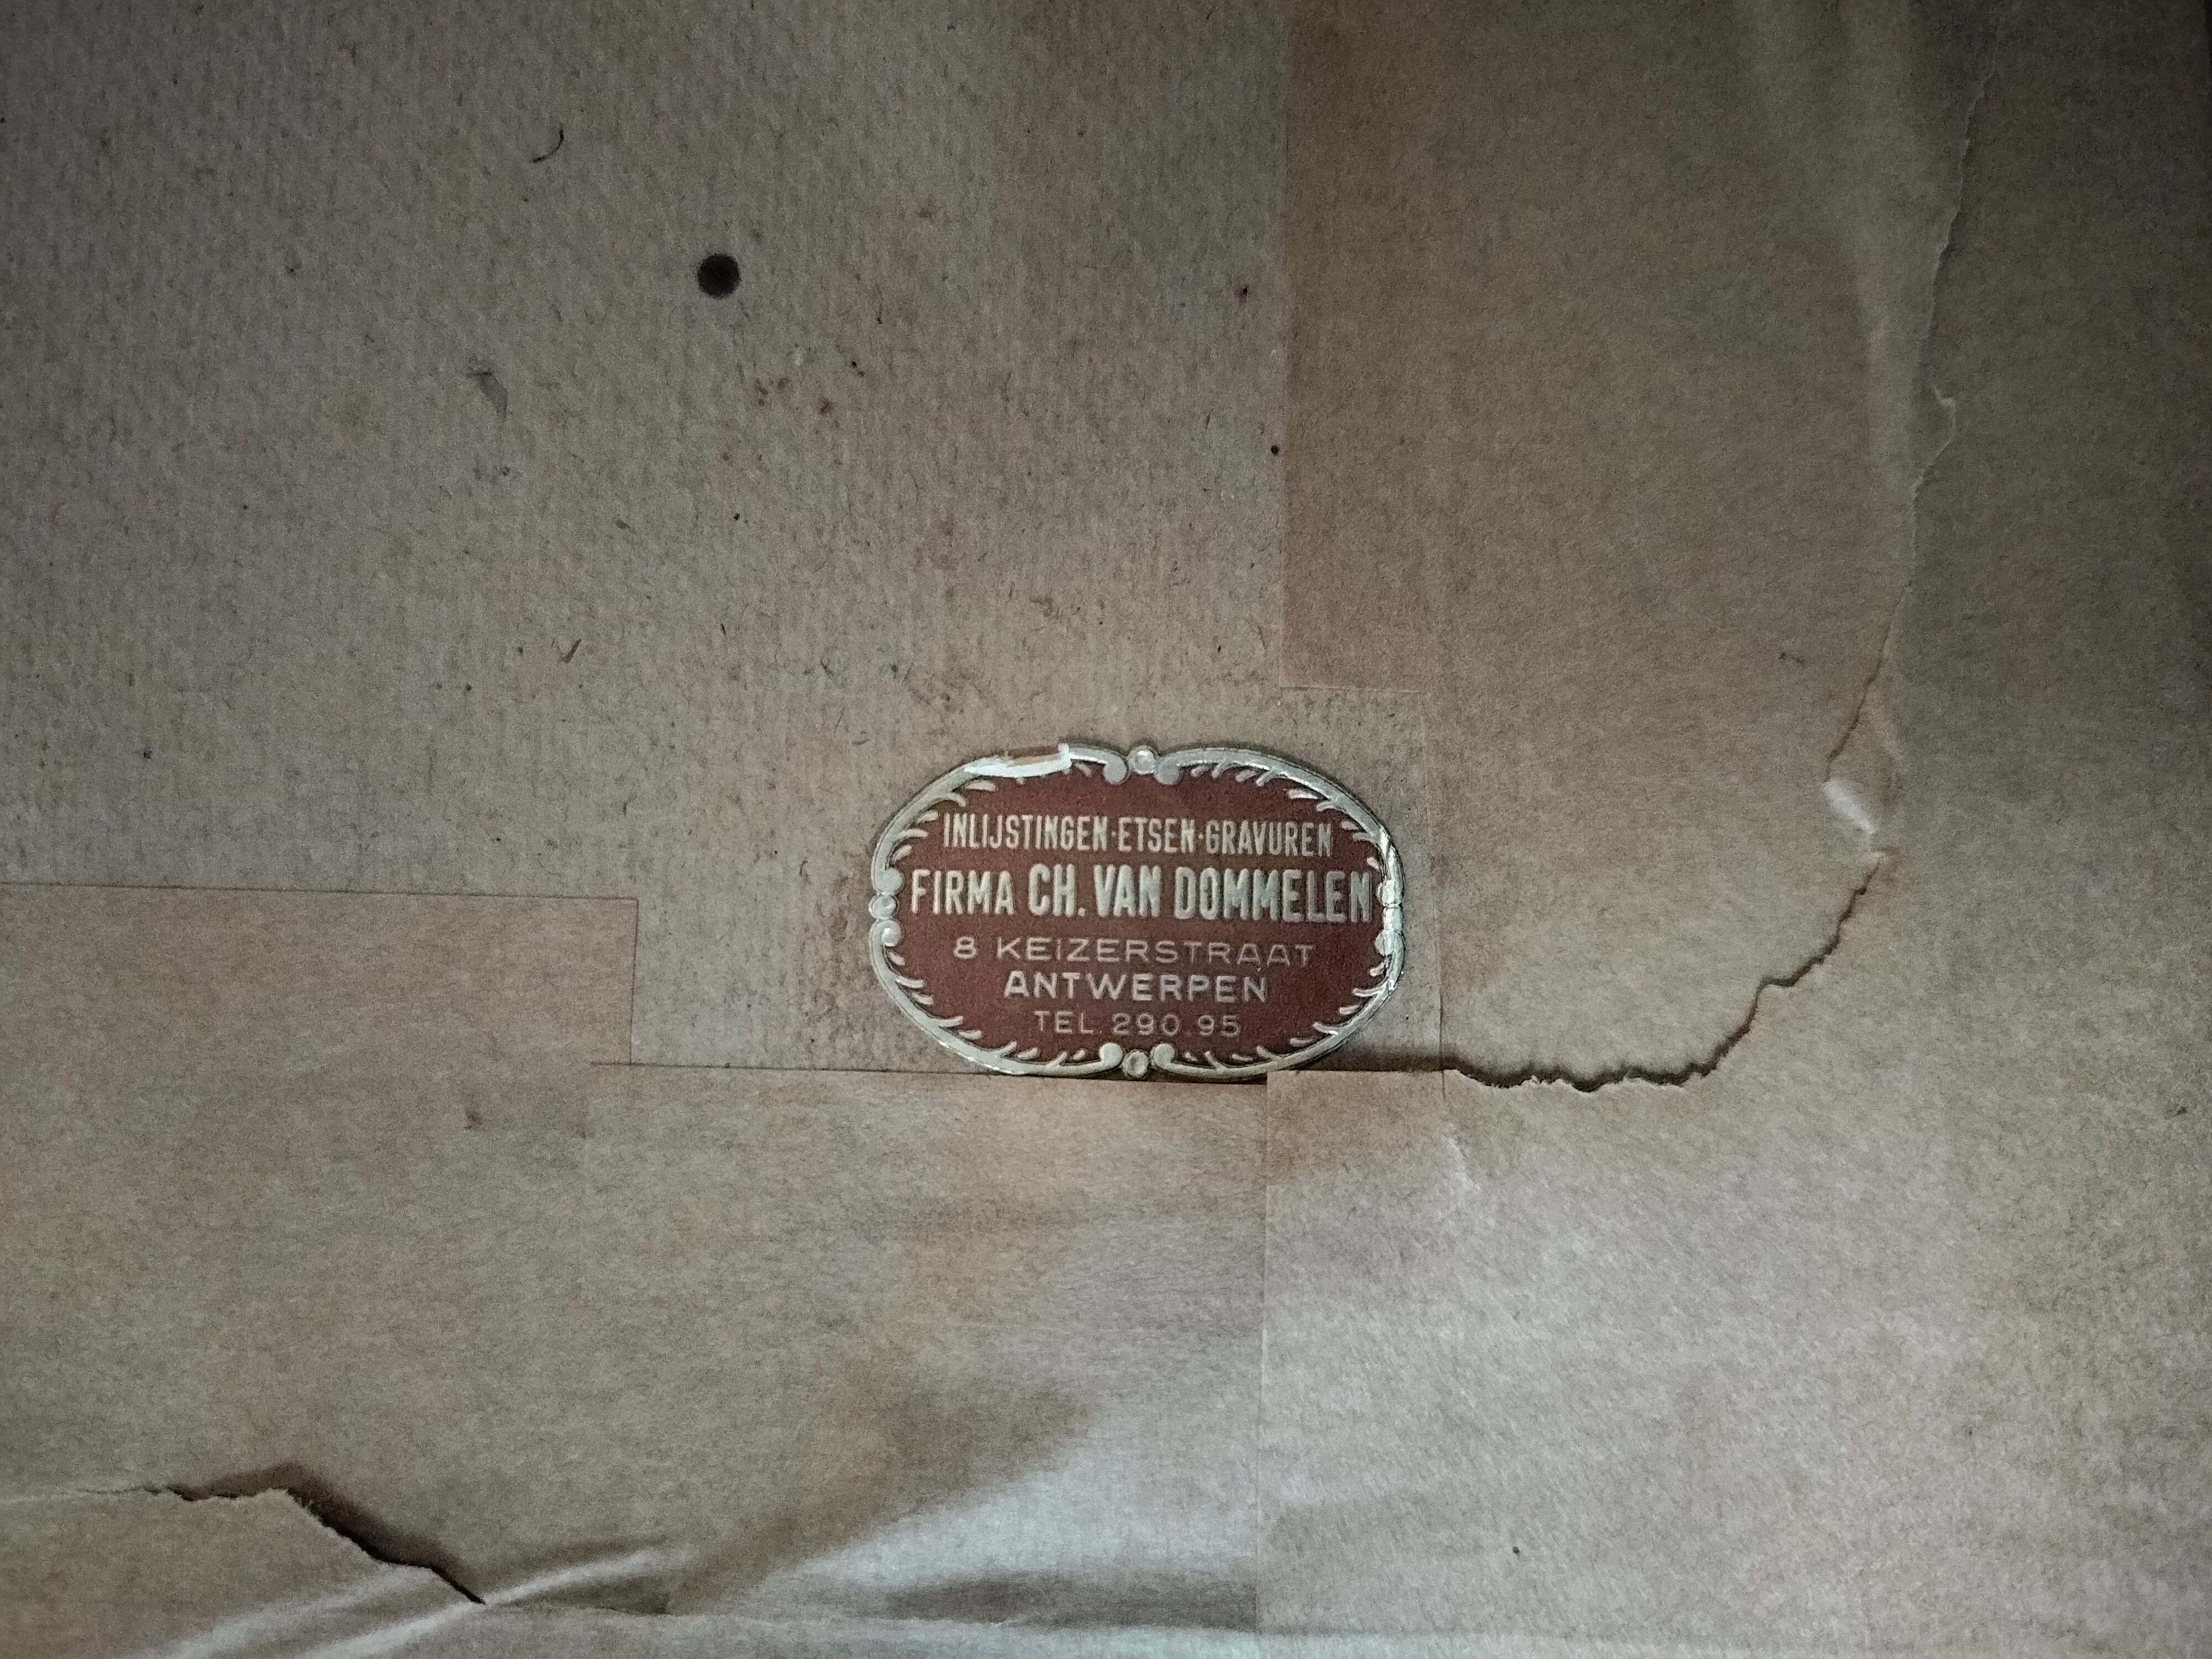 INLIJSTINGEN·ETSEN·GRAVUREN
FIRMA CH. VAN DOMMELEN
8 KEIZERSTRAAT
ANTWERPEN
TEL. 290.95